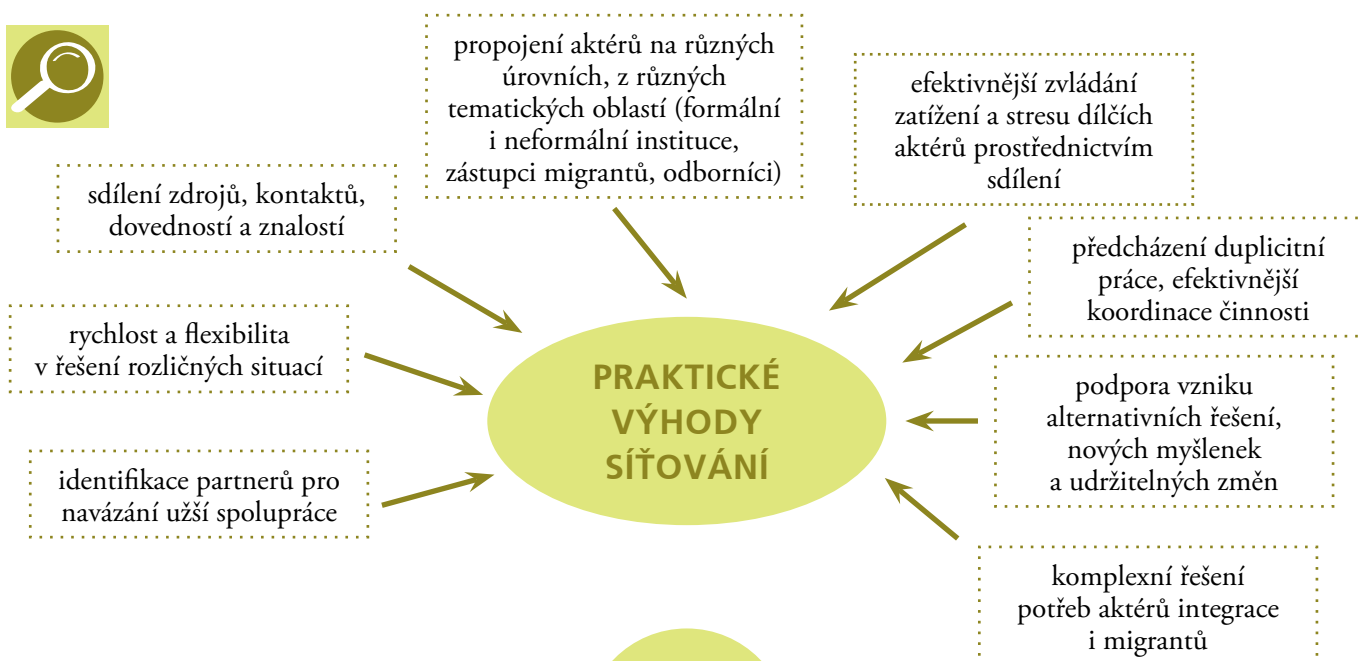 propojení aktérů na různých
úrovních, z různých
tematických oblastí (formální
i neformální instituce,
zástupci migrantů, odborníci)
efektivnější zvládání
zatížení a stresu dílčích
aktérů prostřednictvím
sdílení
sdílení zdrojů, kontaktů,
dovedností a znalostí
předcházení duplicitní
práce, efektivnější
koordinace činnosti
rychlost a flexibilita
v řešení rozličných situací
PRAKTICKÉ
VÝHODY
SÍŤOVÁNÍ
podpora vzniku
alternativních řešení,
nových myšlenek
a udržitelných změn
identifikace partnerů pro
navázání užší spolupráce
komplexní řešení
potřeb aktérů integrace
i migrantů